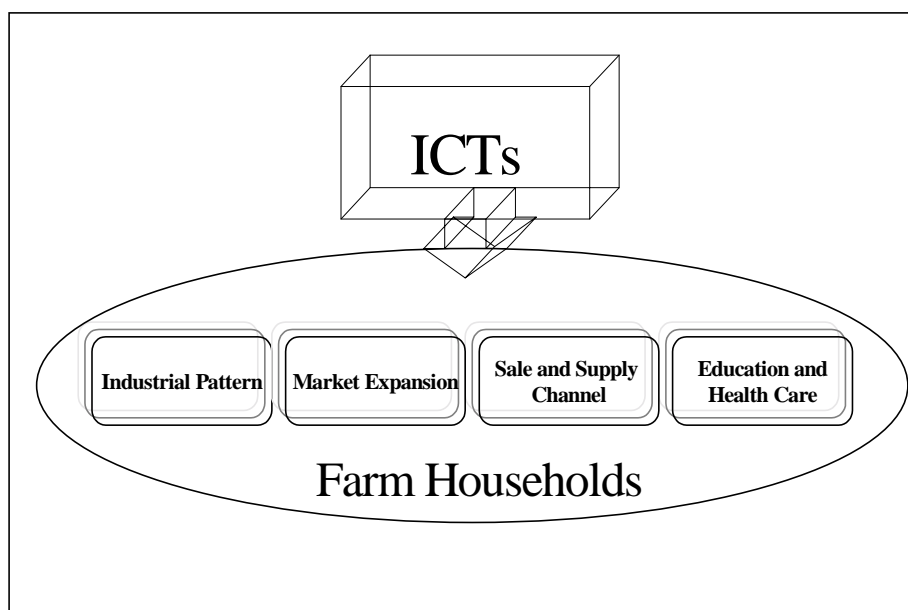 ICTs
Industrial Pattern
Market Expansion
Sale and Supply
Channel
Education and
Health Care
Farm Households